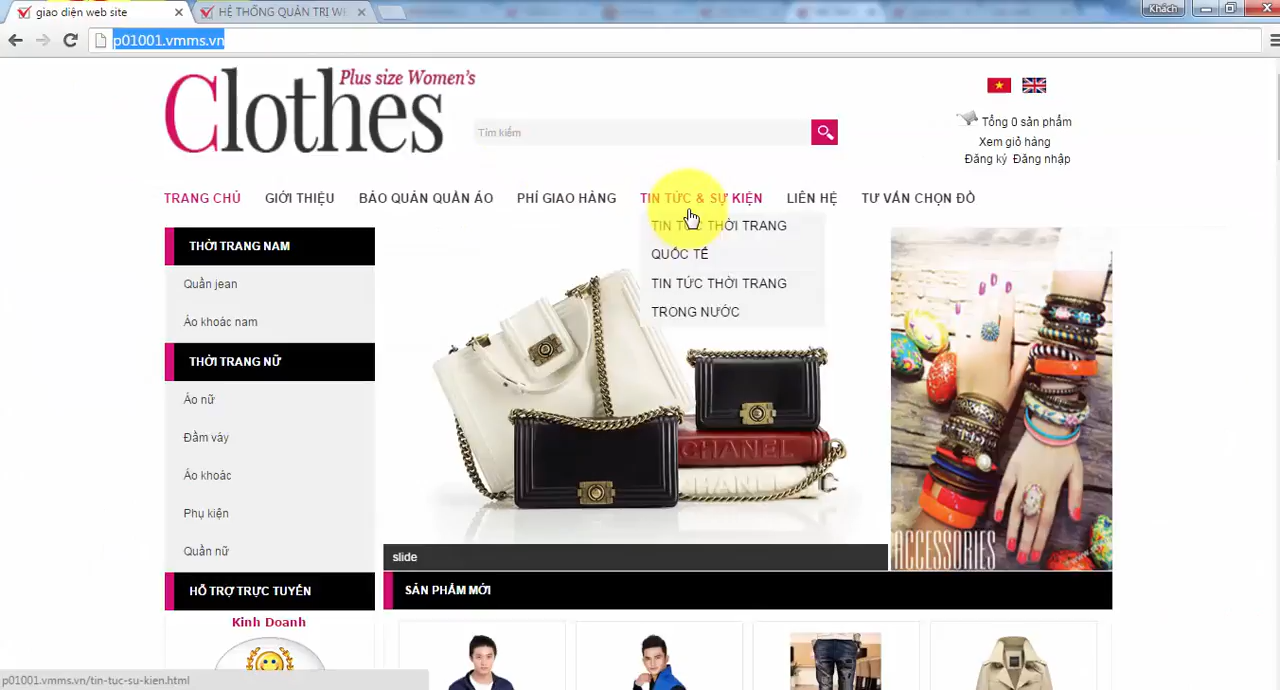 giao diện web site
HỆ THỐNG QUẢN TRỊ WE
Khách
p01001.vmms.vn
Plus size Women's
Clothes
Tìm kiếm
Tổng 0 sản phẩm
Xem giỏ hàng
Đăng ký Đăng nhập
TRANG CHỦ GIỚI THIỆU BẢO QUẢN QUẦN ÁO PHÍ GIAO HÀNG TIN TỨC & SỰ KIỆN LIÊN HỆ TƯ VẤN CHỌN ĐỒ
TIN TỨC THỜI TRANG
QUỐC TẾ
TIN TỨC THỜI TRANG
TRONG NƯỚC
THỜI TRANG NAM
Quần jean
Áo khoác nam
THỜI TRANG NỮ
Áo nữ
Đầm váy
Áo khoác
Phụ kiện
Quần nữ
HỖ TRỢ TRỰC TUYẾN
Kinh Doanh
CHANEL
CHANEL
slide
ACCESSORIES
SẢN PHẨM MỚI
p01001.vmms.vn/tin-tuc-su-kien.html